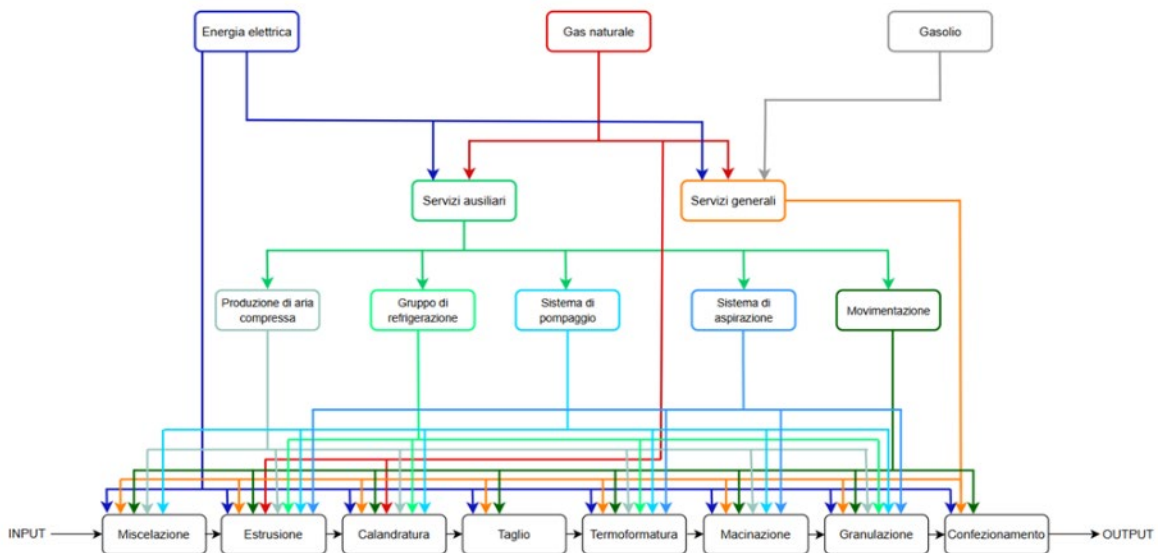 Energia elettrica
Gas naturale
Gasolio
Servizi ausiliari
Servizi generali
Produzione di aria
compressa
Gruppo di
refrigerazione
Sistema di
pompaggio
Sistema di
aspirazione
Movimentazione
INPUT
Miscelazione
Estrusione
Calandratura
Taglio
Termoformatura
Macinazione
Granulazione
Confezionamento
OUTPUT